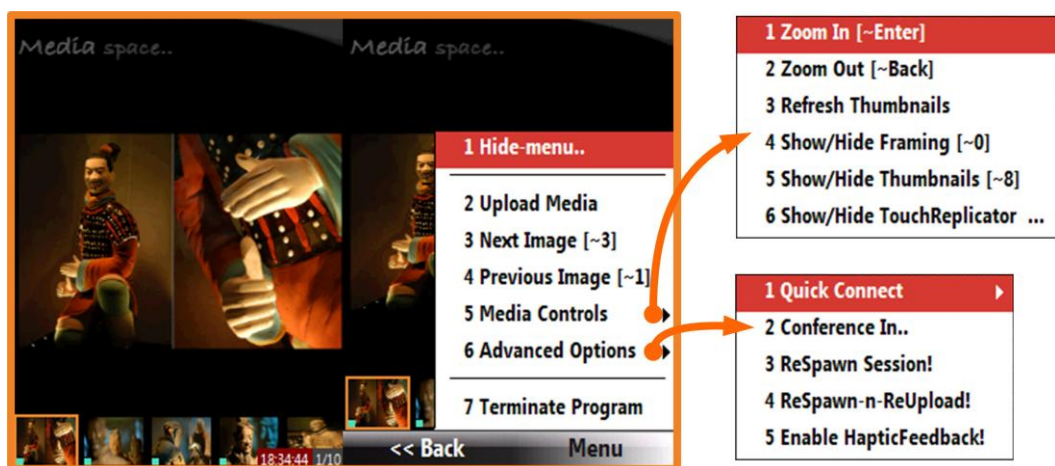 Media space..
18:34:44 1/10
Media space..
1 Hide-menu..
2 Upload Media
3 Next Image [~3]
4 Previous Image [~1]
5 Media Controls
6 Advanced Options
7 Terminate Program
<< Back Menu
1 Zoom In [~Enter]
2 Zoom Out [~Back]
3 Refresh Thumbnails
4 Show/Hide Framing [~0]
5 Show/Hide Thumbnails [~8]
6 Show/Hide TouchReplicator ...
1 Quick Connect
2 Conference In..
3 ReSpawn Session!
4 ReSpawn-n-ReUpload!
5 Enable HapticFeedback!